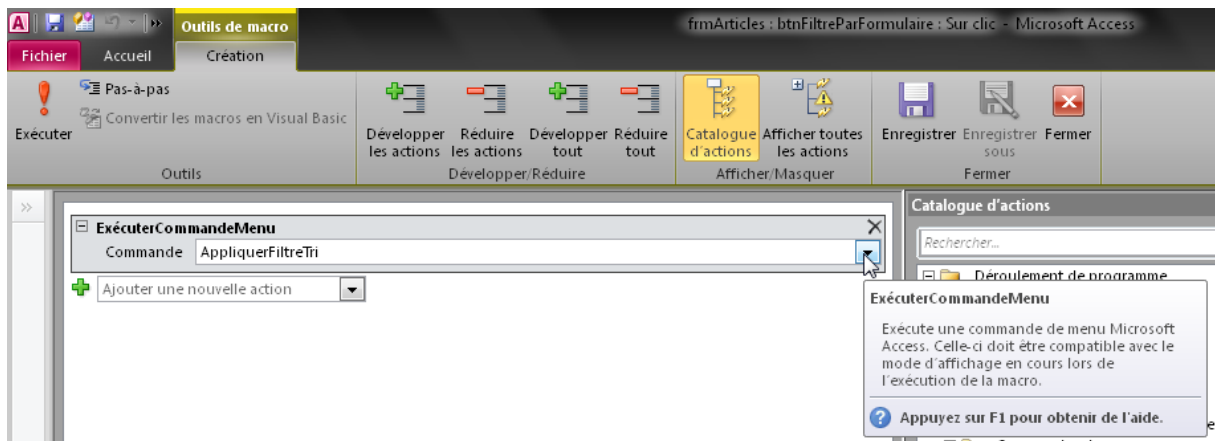 Outils de macro
frmArticles : btnFiltreParFormulaire : Sur clic - Microsoft Access
Fichier
Accueil
Création
Exécuter
Pas-à-pas
Convertir les macros en Visual Basic
Outils
Développer les actions
Réduire les actions
Développer tout
Réduire tout
Développer/Réduire
Catalogue d'actions
Afficher toutes les actions
Afficher/Masquer
Enregistrer
Enregistrer sous
Fermer
Fermer
ExécuterCommandeMenu
Commande AppliquerFiltreTri
Ajouter une nouvelle action
Catalogue d'actions
Rechercher...
Déroulement de programme
ExécuterCommandeMenu
Exécute une commande de menu Microsoft
Access. Celle-ci doit être compatible avec le
mode d'affichage en cours lors de
l'exécution de la macro.
Appuyez sur F1 pour obtenir de l'aide.